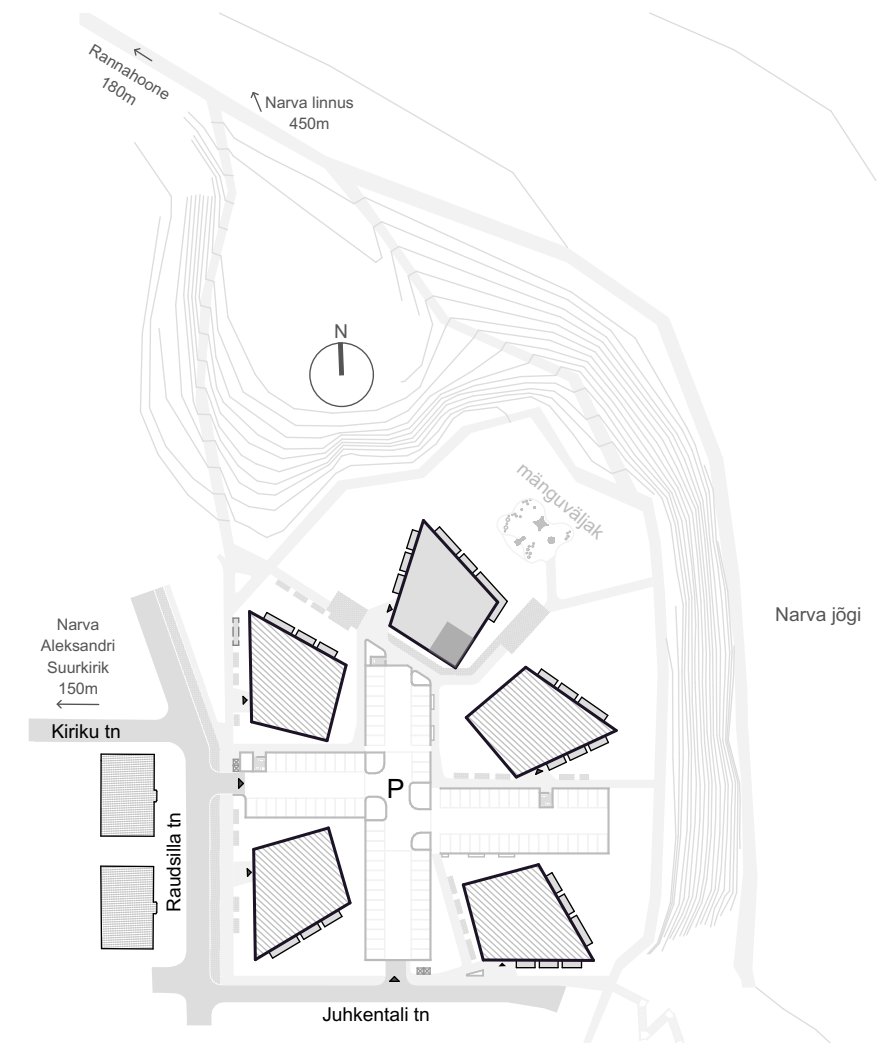 Rannahoone
180m
Narva linnus
450m
N
mänguväljak
Narva jõgi
Narva
Aleksandri
Suurkirik
150m
Kiriku tn
P
Raudsilla tn
Juhkentali tn